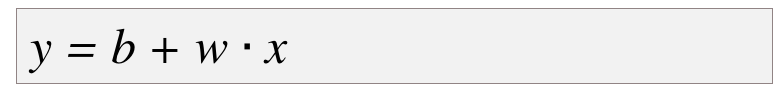 y = b + w · x